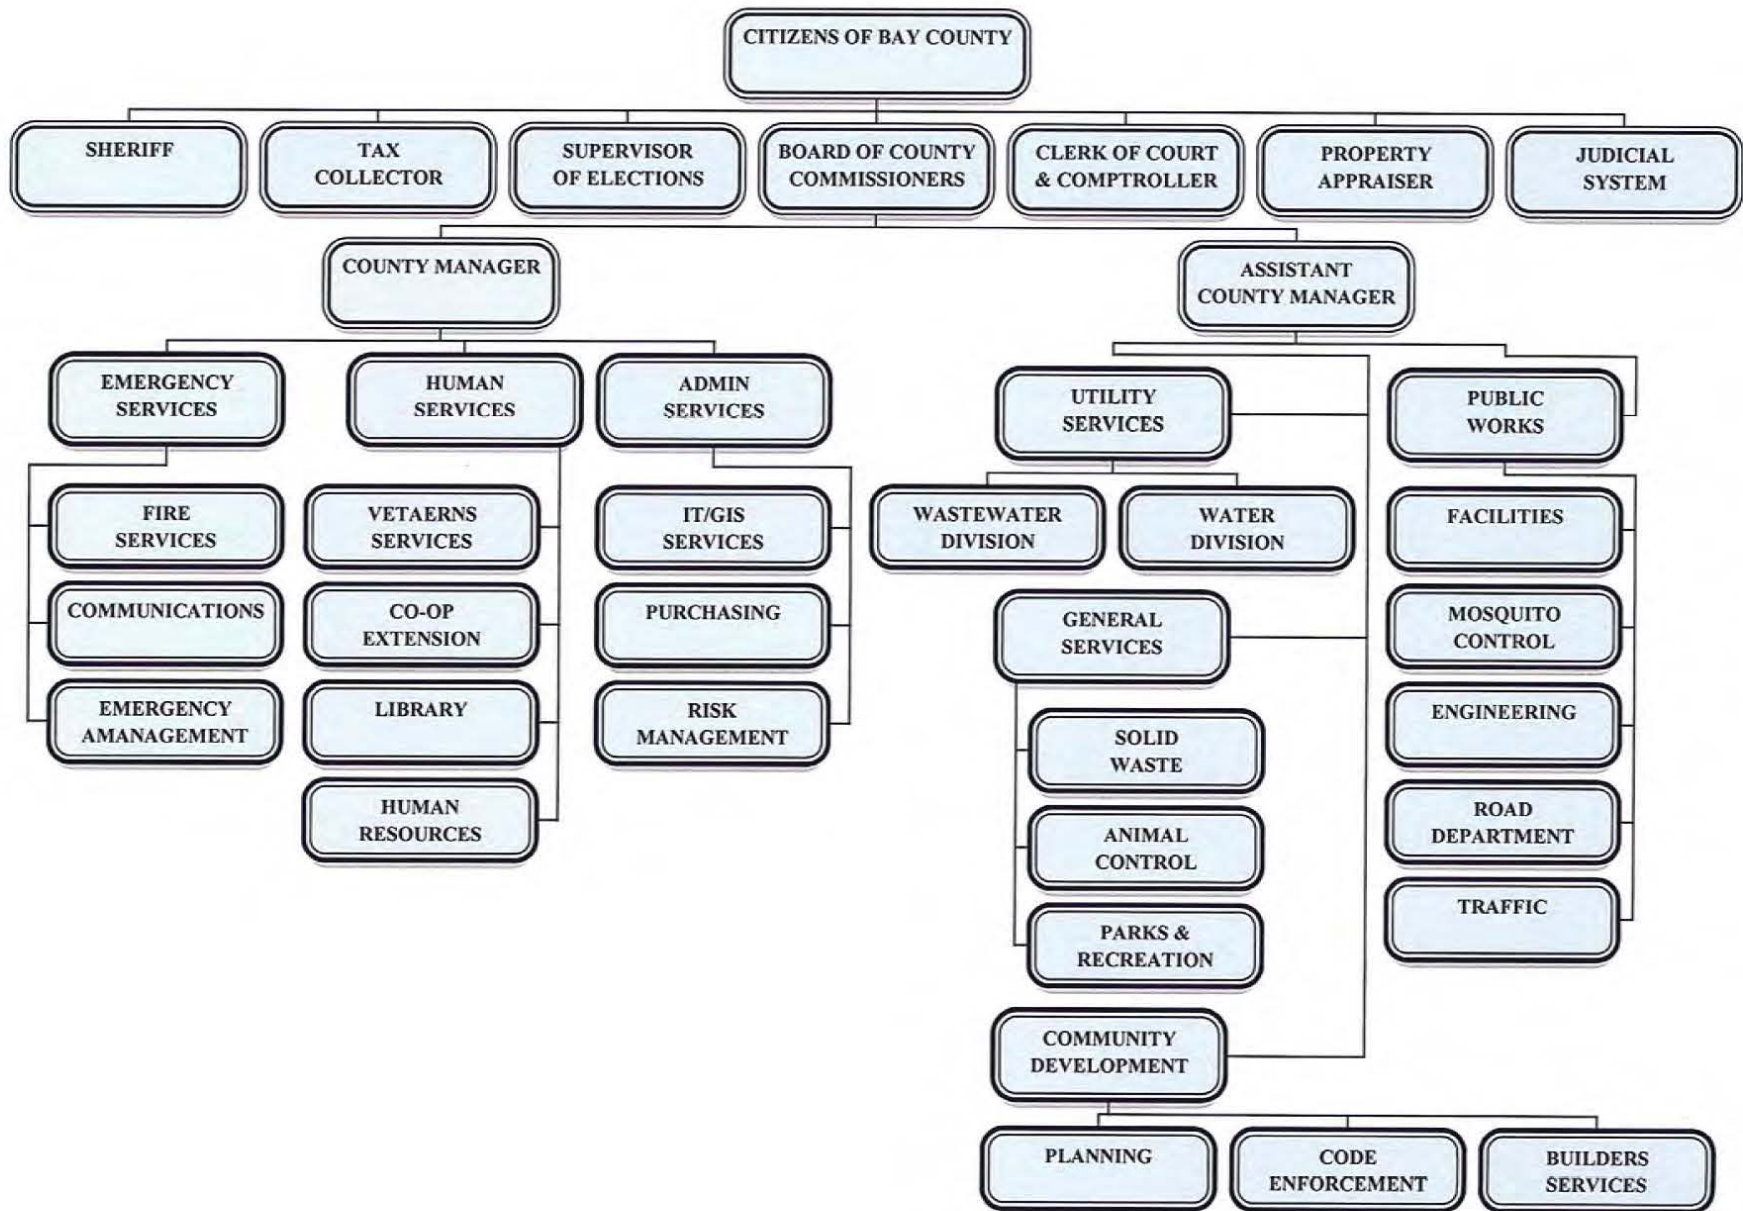 CITIZENS OF BAY COUNTY
SHERIFF
TAX
COLLECTOR
SUPERVISOR
OF ELECTIONS
BOARD OF COUNTY
COMMISSIONERS
CLERK OF COURT
& COMPTROLLER
PROPERTY
APPRAISER
JUDICIAL
SYSTEM
COUNTY MANAGER
ASSISTANT
COUNTY MANAGER
EMERGENCY
SERVICES
HUMAN
SERVICES
ADMIN
SERVICES
FIRE
SERVICES
COMMUNICATIONS
EMERGENCY
AMANAGEMENT
VETAERNS
SERVICES
CO-OP
EXTENSION
LIBRARY
HUMAN
RESOURCES
IT/GIS
SERVICES
PURCHASING
RISK
MANAGEMENT
UTILITY
SERVICES
WASTEWATER
DIVISION
WATER
DIVISION
GENERAL
SERVICES
SOLID
WASTE
ANIMAL
CONTROL
PARKS &
RECREATION
COMMUNITY
DEVELOPMENT
PLANNING
CODE
ENFORCEMENT
BUILDERS
SERVICES
PUBLIC
WORKS
FACILITIES
MOSQUITO
CONTROL
ENGINEERING
ROAD
DEPARTMENT
TRAFFIC